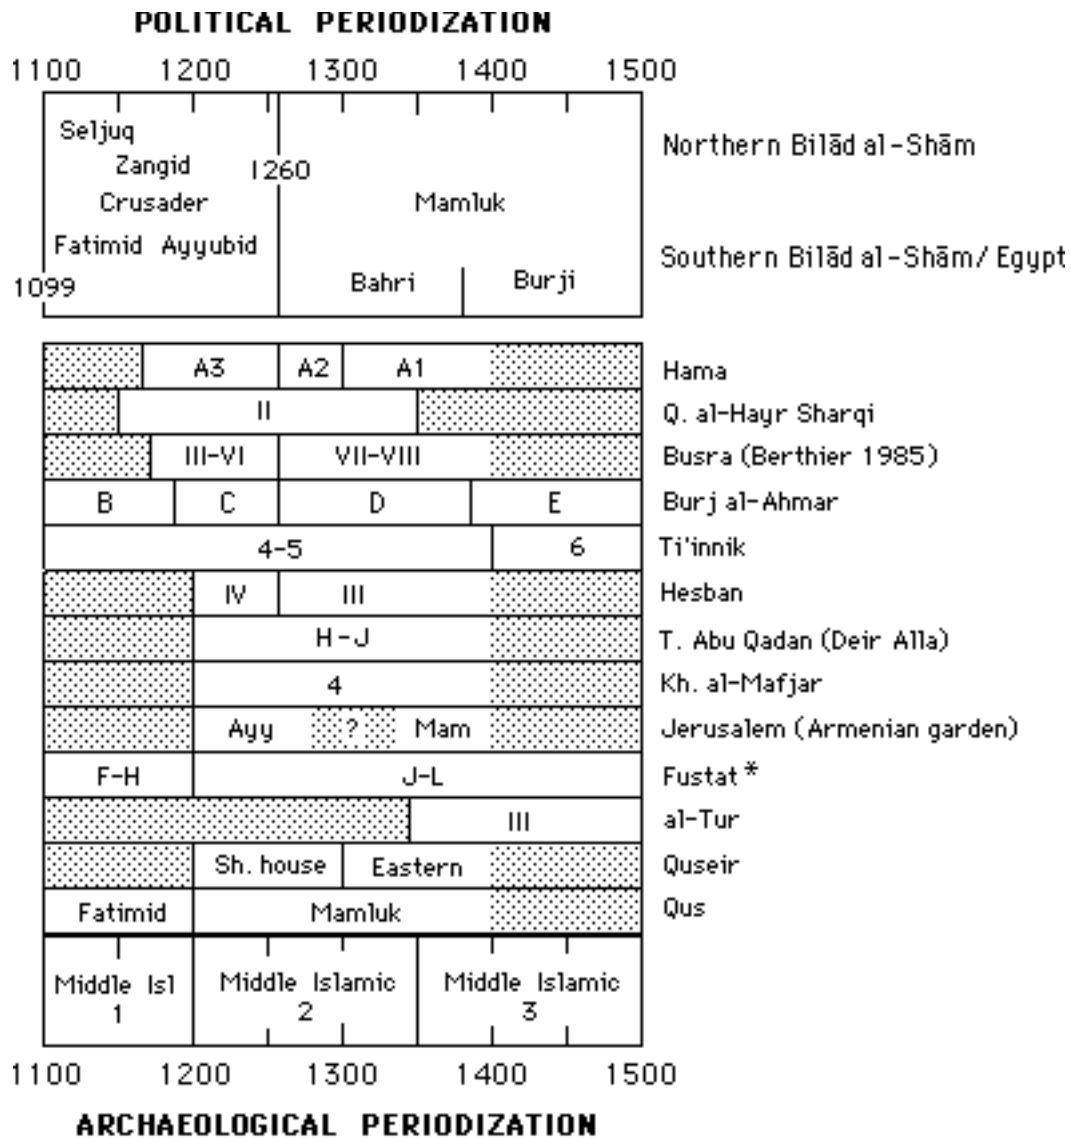 POLITICAL PERIODIZATION
1100 1200 1300 1400 1500
Seljuq
Northern Bilād al-Shām
Zangid
1260
Crusader
Mamluk
Fatimid Ayyubid
Southern Bilād al-Shām/Egypt
1099
Bahri
Burji
A3 A2 A1 Hama
II Q. al-Hayr Sharqi
III-VI VII-VIII Busra (Berthier 1985)
B C D E Burj al-Ahmar
4-5 6 Ti'innik
IV III Hesban
H-J T. Abu Qadan (Deir Alla)
4 Kh. al-Mafjar
Ayy ? Mam Jerusalem (Armenian garden)
F-H J-L Fustat *
III al-Tur
Sh. house Eastern Quseir
Fatimid Mamluk Qus
Middle Isl Middle Islamic Middle Islamic
1 2 3
1100 1200 1300 1400 1500
ARCHAEOLOGICAL PERIODIZATION